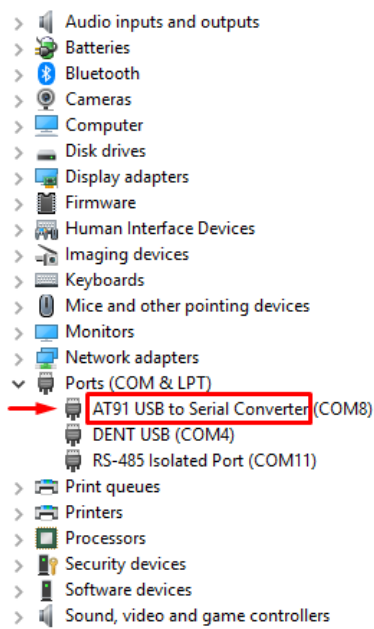 Audio inputs and outputs
Batteries
Bluetooth
Cameras
Computer
Disk drives
Display adapters
Firmware
Human Interface Devices
Imaging devices
Keyboards
Mice and other pointing devices
Monitors
Network adapters
Ports (COM & LPT)
AT91 USB to Serial Converter (COM8)
DENT USB (COM4)
RS-485 Isolated Port (COM11)
Print queues
Printers
Processors
Security devices
Software devices
Sound, video and game controllers